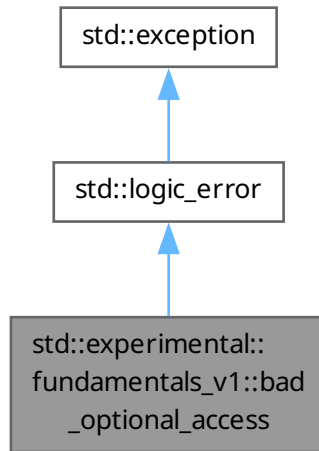 std::exception
std::logic_error
std::experimental::
fundamentals_v1::bad
_optional_access